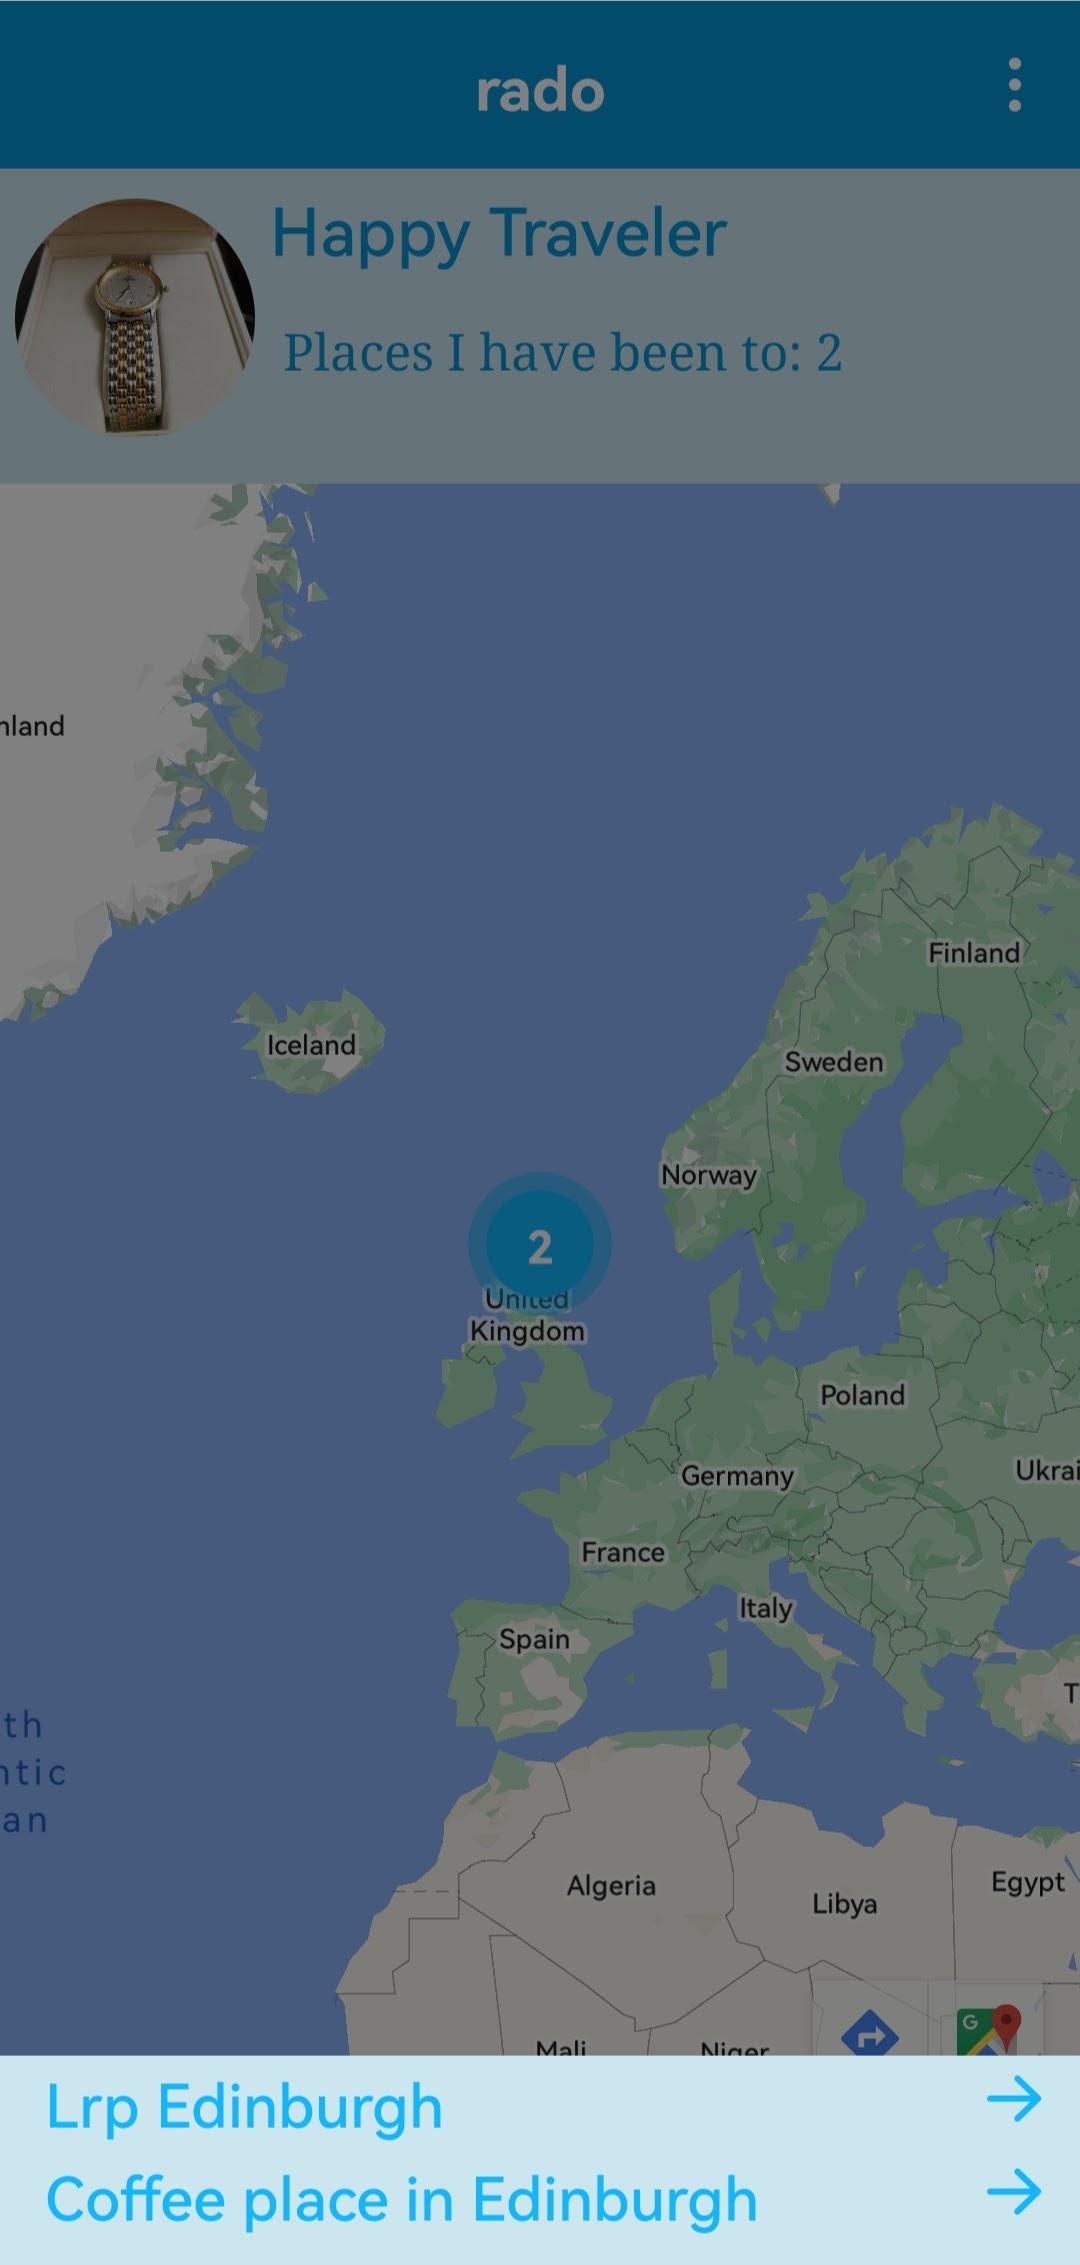 rado
Happy Traveler
Places I have been to: 2
nland
Finland
Iceland
Sweden
Norway
2
United
Kingdom
Poland
Germany
Ukrai
France
Italy
Spain
T
th
ntic
an
Algeria
Egypt
Libya
Mali
Niger
G
Lrp Edinburgh
Coffee place in Edinburgh